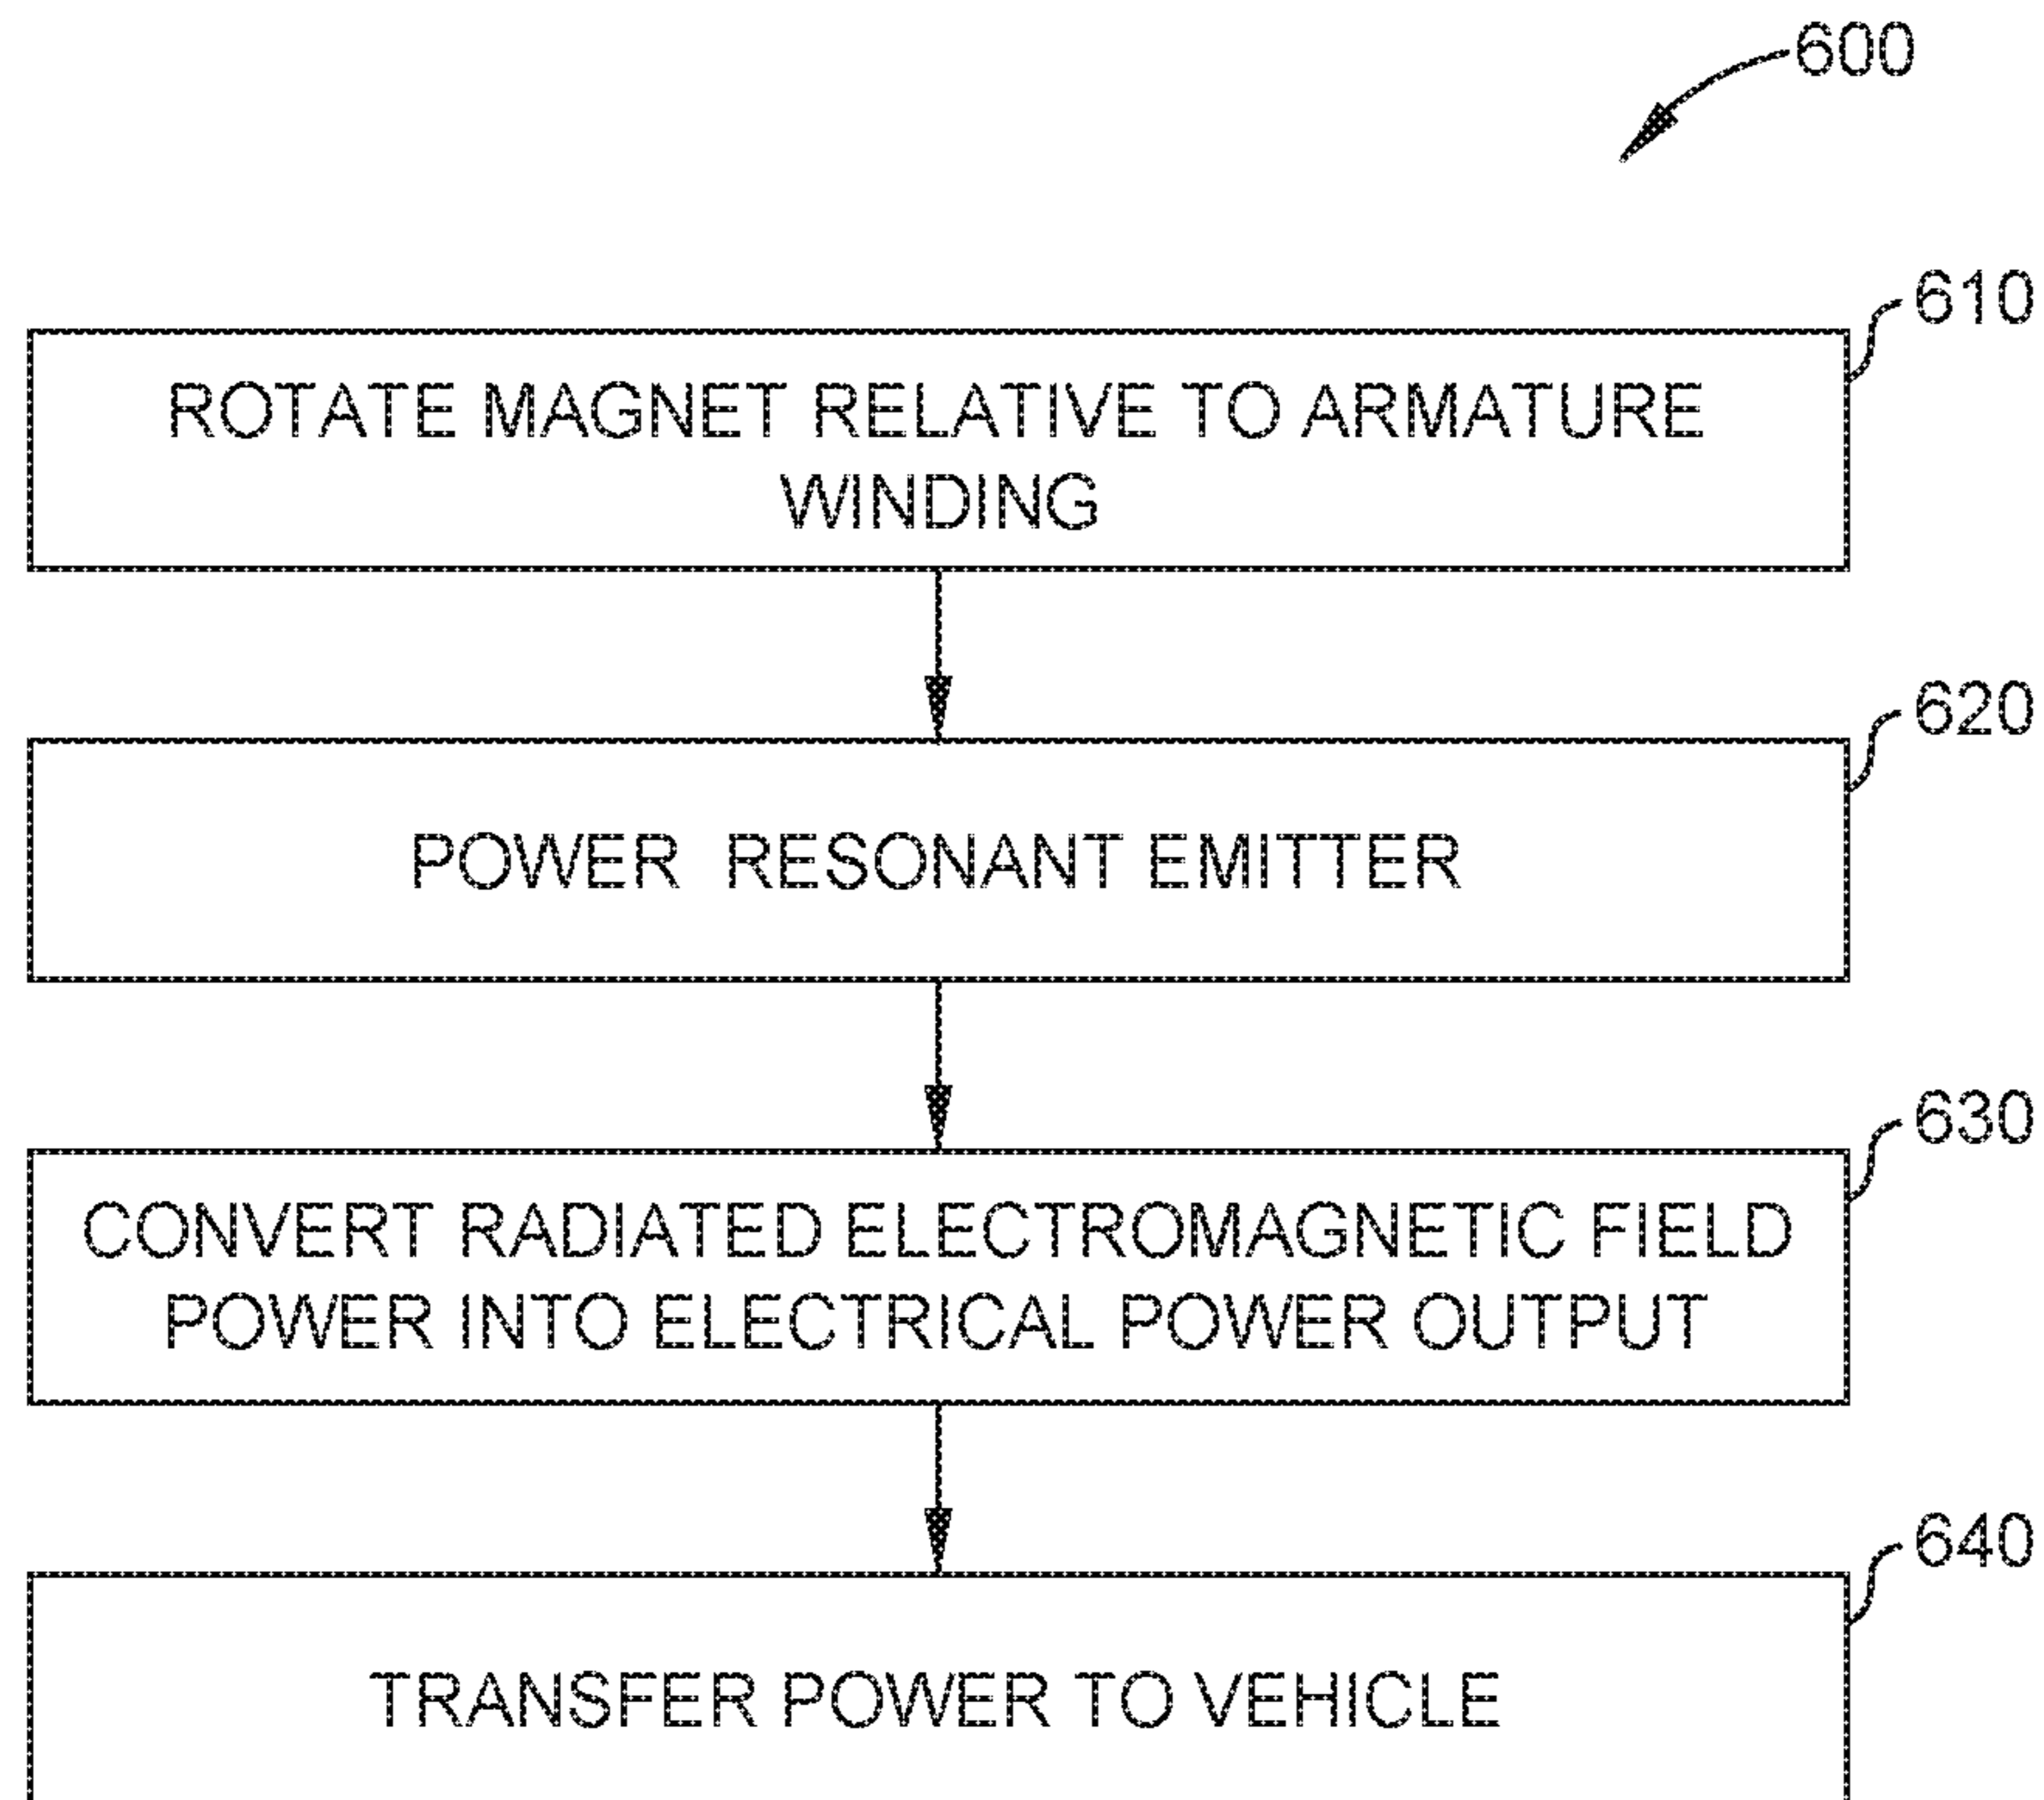 600
610
ROTATE MAGNET RELATIVE TO ARMATURE
WINDING
620
POWER RESONANT EMITTER
630
CONVERT RADIATED ELECTROMAGNETIC FIELD
POWER INTO ELECTRICAL POWER OUTPUT
640
TRANSFER POWER TO VEHICLE